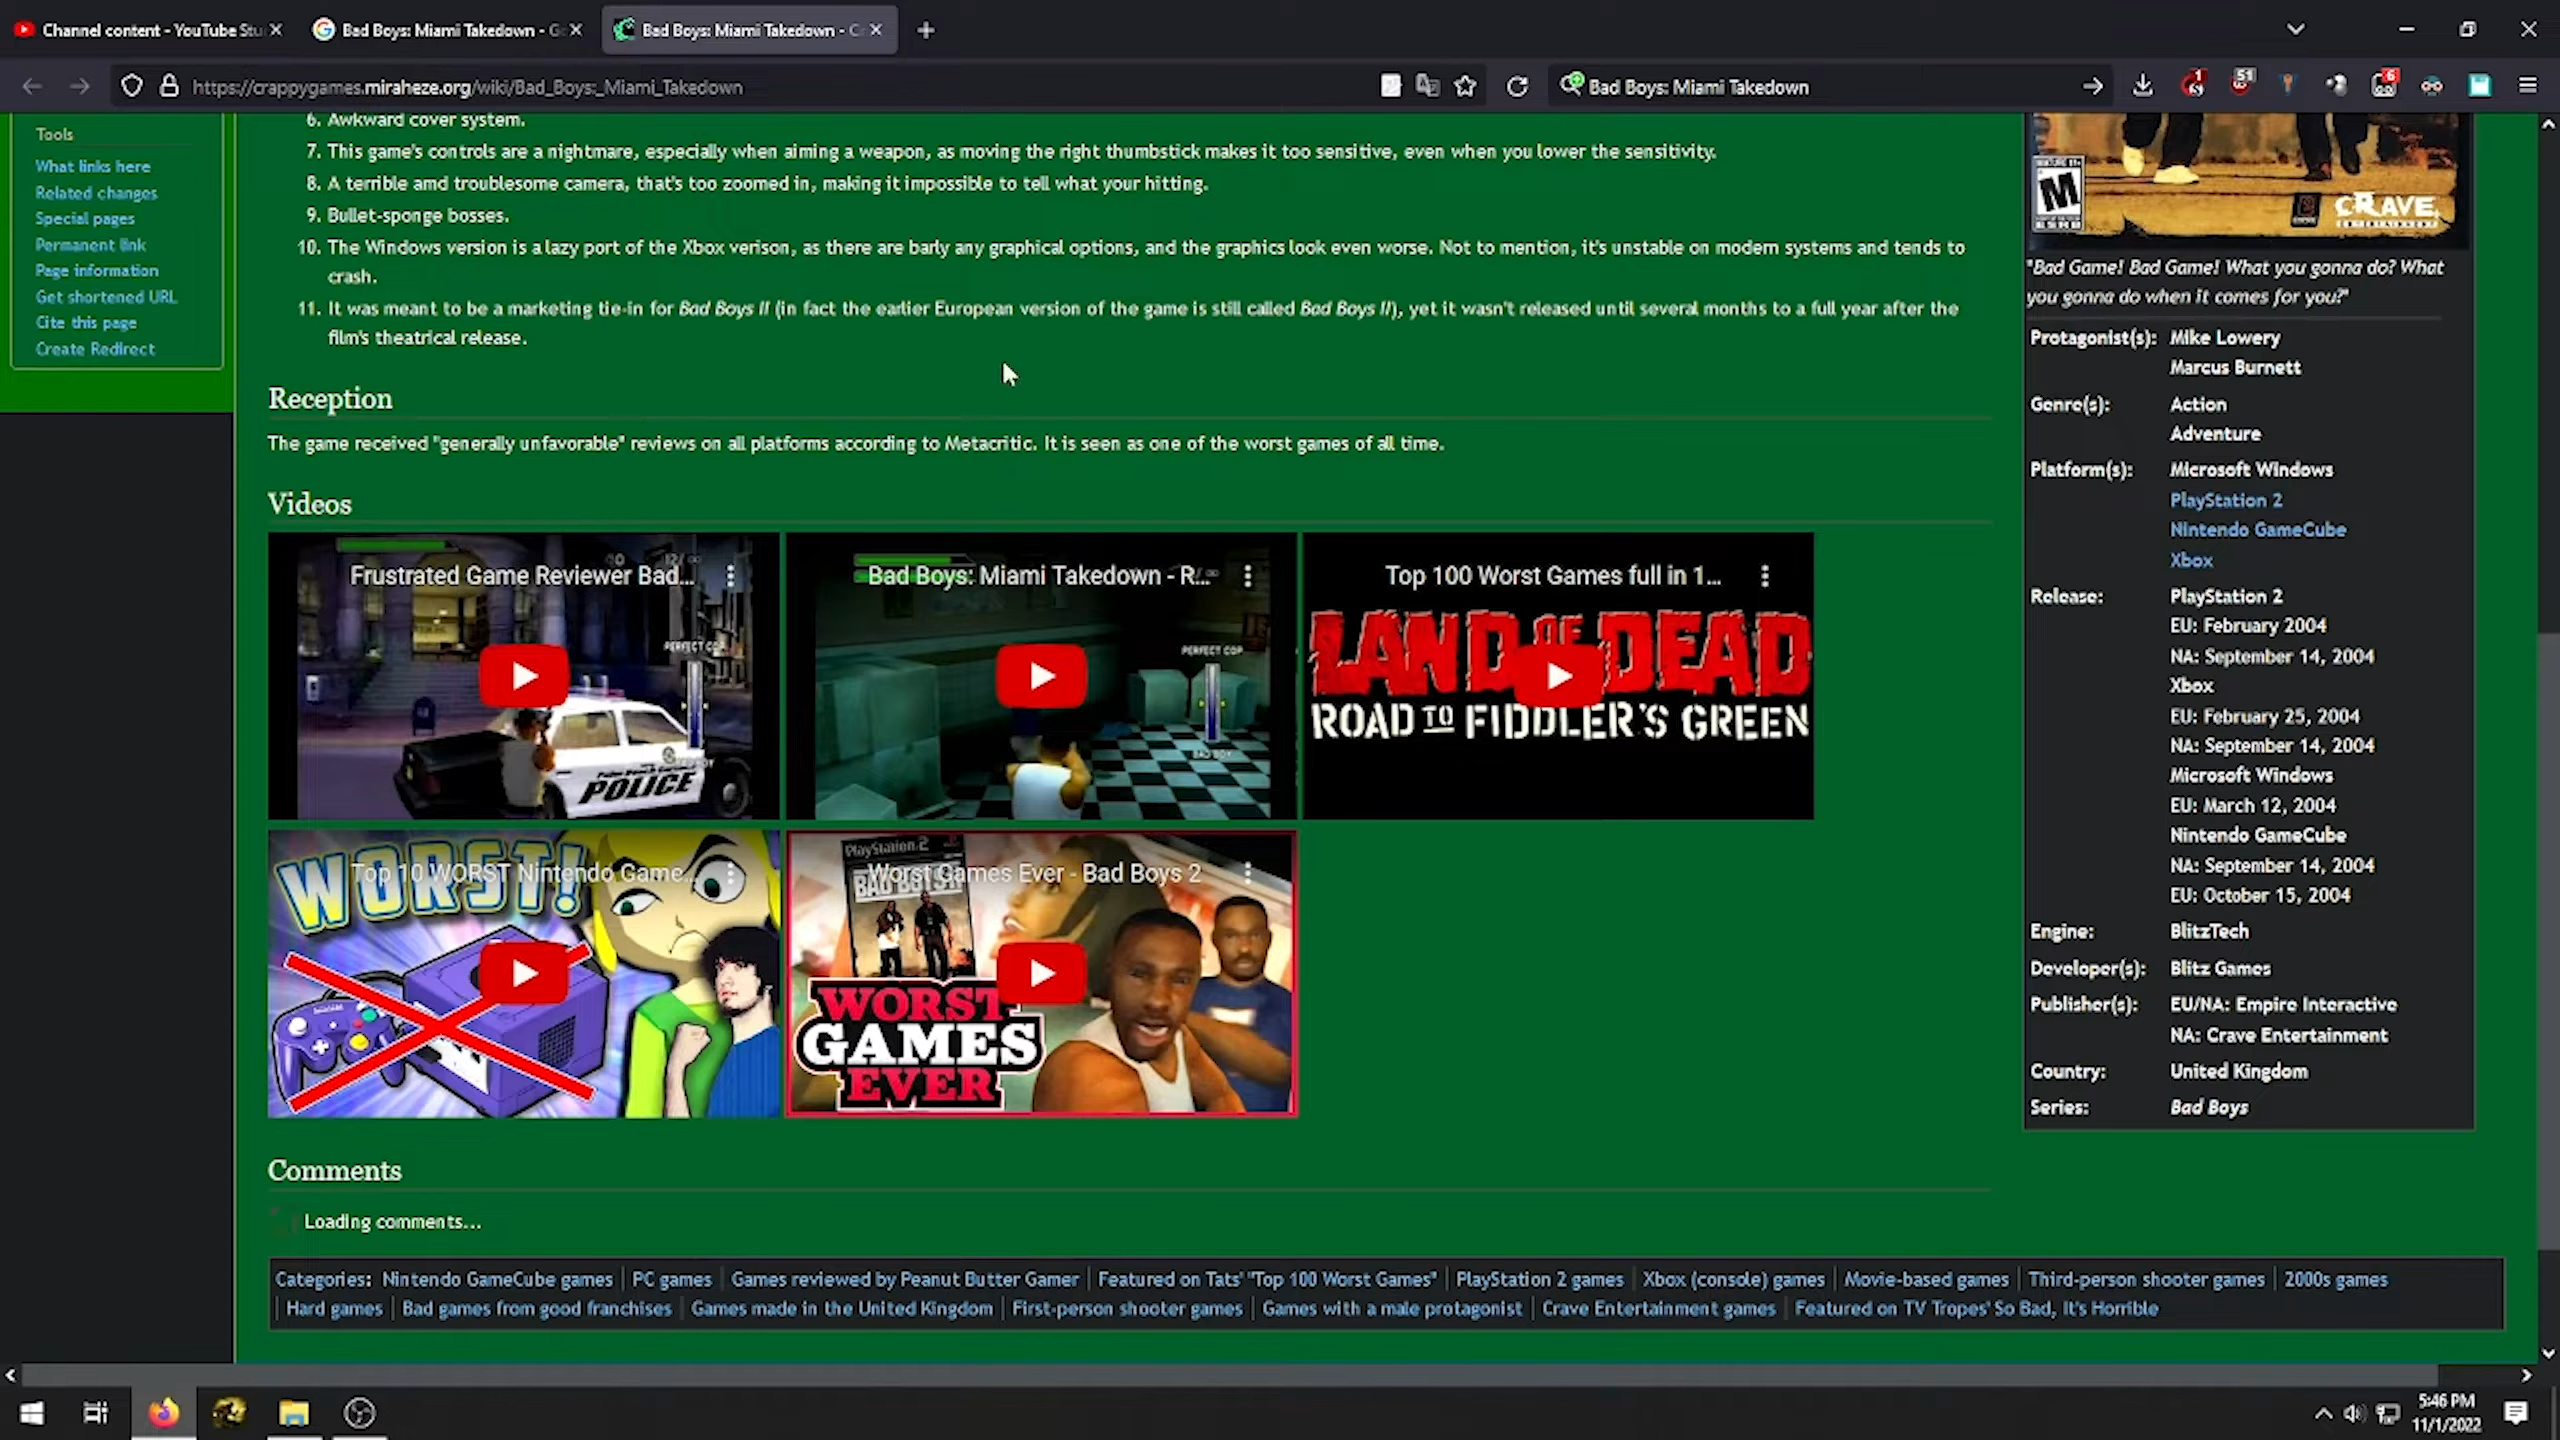 Channel content - YouTube Stu
Bad Boys: Miami Takedown - G
Bad Boys: Miami Takedown - C
https://crappygames.miraheze.org/wiki/Bad_Boys:_Miami_Takedown
Bad Boys: Miami Takedown
1
51
6
Tools
What links here
Related changes
Special pages
Permanent link
Page information
Get shortened URL
Cite this page
Create Redirect
6. Awkward cover system.
7. This game's controls are a nightmare, especially when aiming a weapon, as moving the right thumbstick makes it too sensitive, even when you lower the sensitivity.
8. A terrible amd troublesome camera, that's too zoomed in, making it impossible to tell what your hitting.
9. Bullet-sponge bosses.
10. The Windows version is a lazy port of the Xbox verison, as there are barly any graphical options, and the graphics look even worse. Not to mention, it's unstable on modern systems and tends to
crash.
11. It was meant to be a marketing tie-in for Bad Boys II (in fact the earlier European version of the game is still called Bad Boys II), yet it wasn't released until several months to a full year after the
film's theatrical release.
Reception
The game received "generally unfavorable" reviews on all platforms according to Metacritic. It is seen as one of the worst games of all time.
Videos
Frustrated Game Reviewer Bad...
PERFECT COP
POLICE
Bad Boys: Miami Takedown - R...
PERFECT COP
BAD BOY
Top 100 Worst Games full in 1...
LAND OF DEAD
ROAD TO FIDDLER'S GREEN
Top 10 WORST Nintendo Game...
WORST!
Worst Games Ever - Bad Boys 2
PlayStation 2
BAD BOYS II
WORST
GAMES
EVER
Comments
Loading comments...
Categories: Nintendo GameCube games | PC games | Games reviewed by Peanut Butter Gamer | Featured on Tats' "Top 100 Worst Games" | PlayStation 2 games | Xbox (console) games | Movie-based games | Third-person shooter games | 2000s games
| Hard games | Bad games from good franchises | Games made in the United Kingdom | First-person shooter games | Games with a male protagonist | Crave Entertainment games | Featured on TV Tropes' So Bad, It's Horrible
M
CRAVE
ENTERTAINMENT
"Bad Game! Bad Game! What you gonna do? What
you gonna do when it comes for you?"
Protagonist(s): Mike Lowery
Marcus Burnett
Genre(s): Action
Adventure
Platform(s): Microsoft Windows
PlayStation 2
Nintendo GameCube
Xbox
Release: PlayStation 2
EU: February 2004
NA: September 14, 2004
Xbox
EU: February 25, 2004
NA: September 14, 2004
Microsoft Windows
EU: March 12, 2004
Nintendo GameCube
NA: September 14, 2004
EU: October 15, 2004
Engine: BlitzTech
Developer(s): Blitz Games
Publisher(s): EU/NA: Empire Interactive
NA: Crave Entertainment
Country: United Kingdom
Series: Bad Boys
5:46 PM
11/1/2022